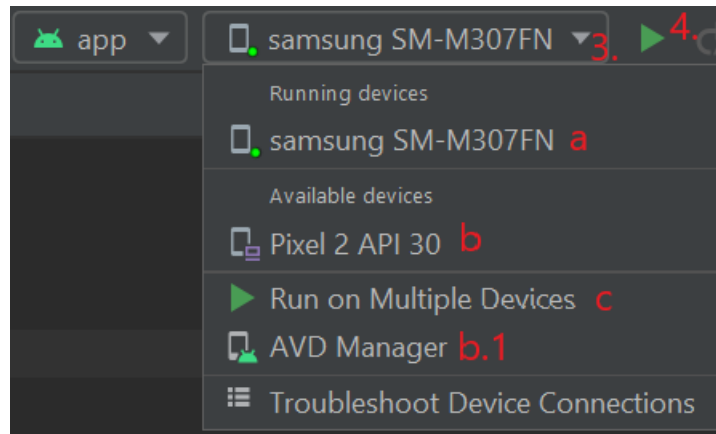 app samsung SM-M307FN 3. 4.
Running devices
samsung SM-M307FN a
Available devices
Pixel 2 API 30 b
Run on Multiple Devices c
AVD Manager b.1
Troubleshoot Device Connections